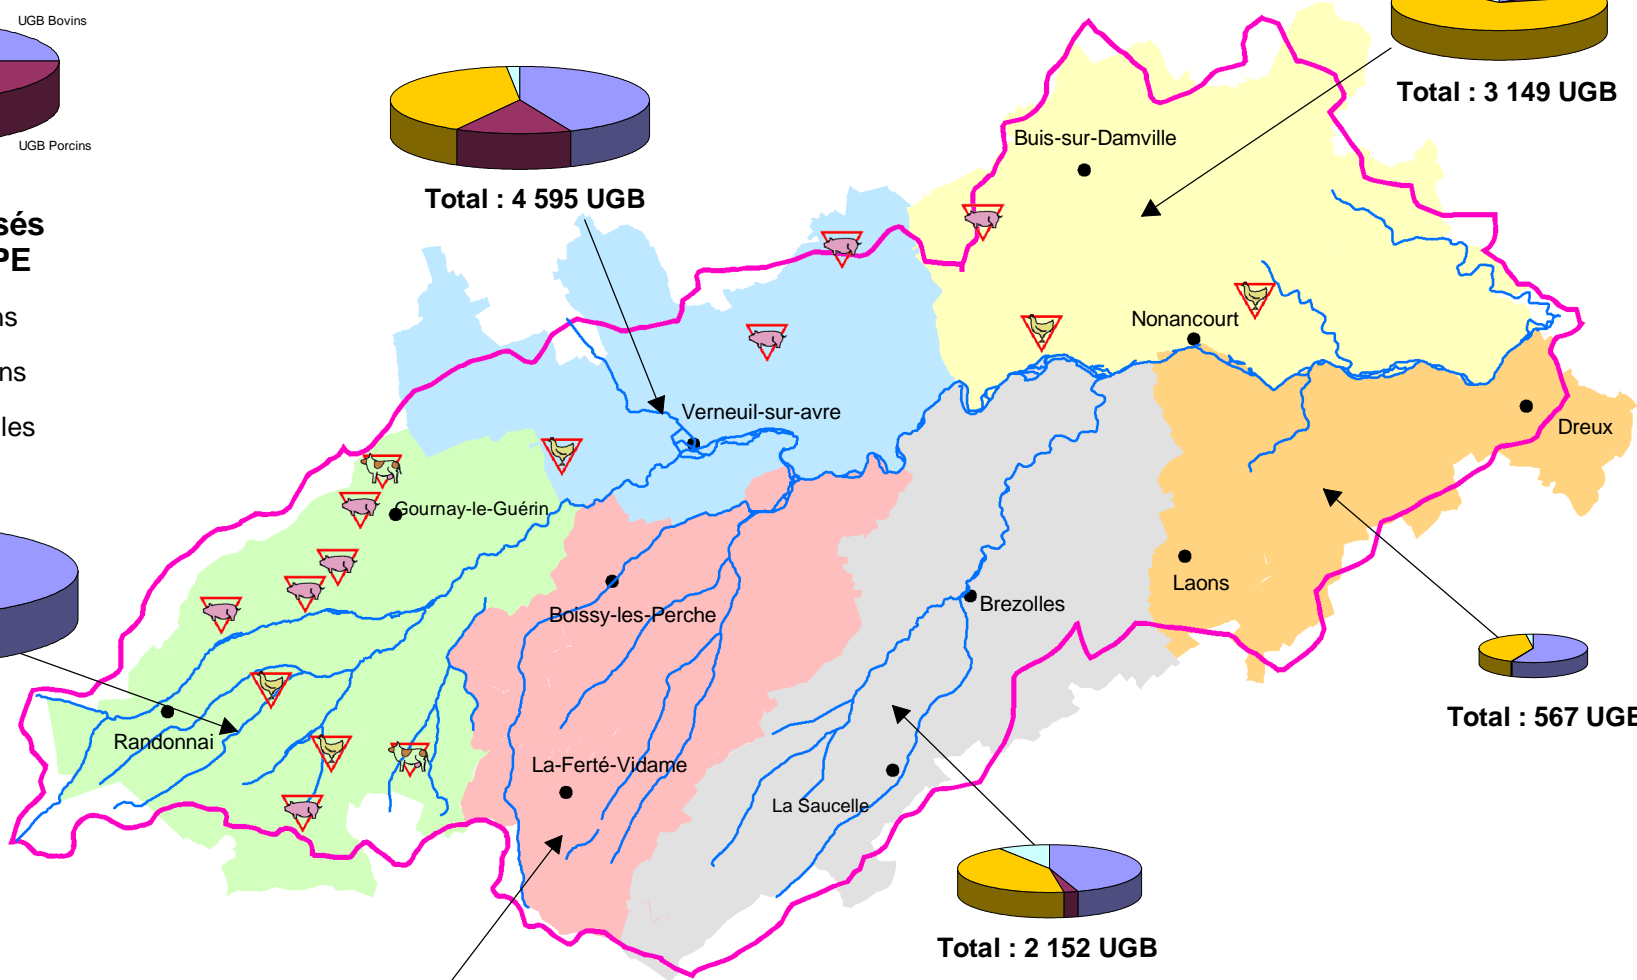 UGB Bovins
UGB Porcins
Total : 3 149 UGB
Total : 4 595 UGB
Buis-sur-Damville
Nonancourt
Verneuil-sur-avre
Dreux
Gournay-le-Guérin
Laons
Brezolles
Boissy-les-Perche
Randonnai
La-Ferté-Vidame
La Saucelle
Total : 567 UGB
Total : 2 152 UGB